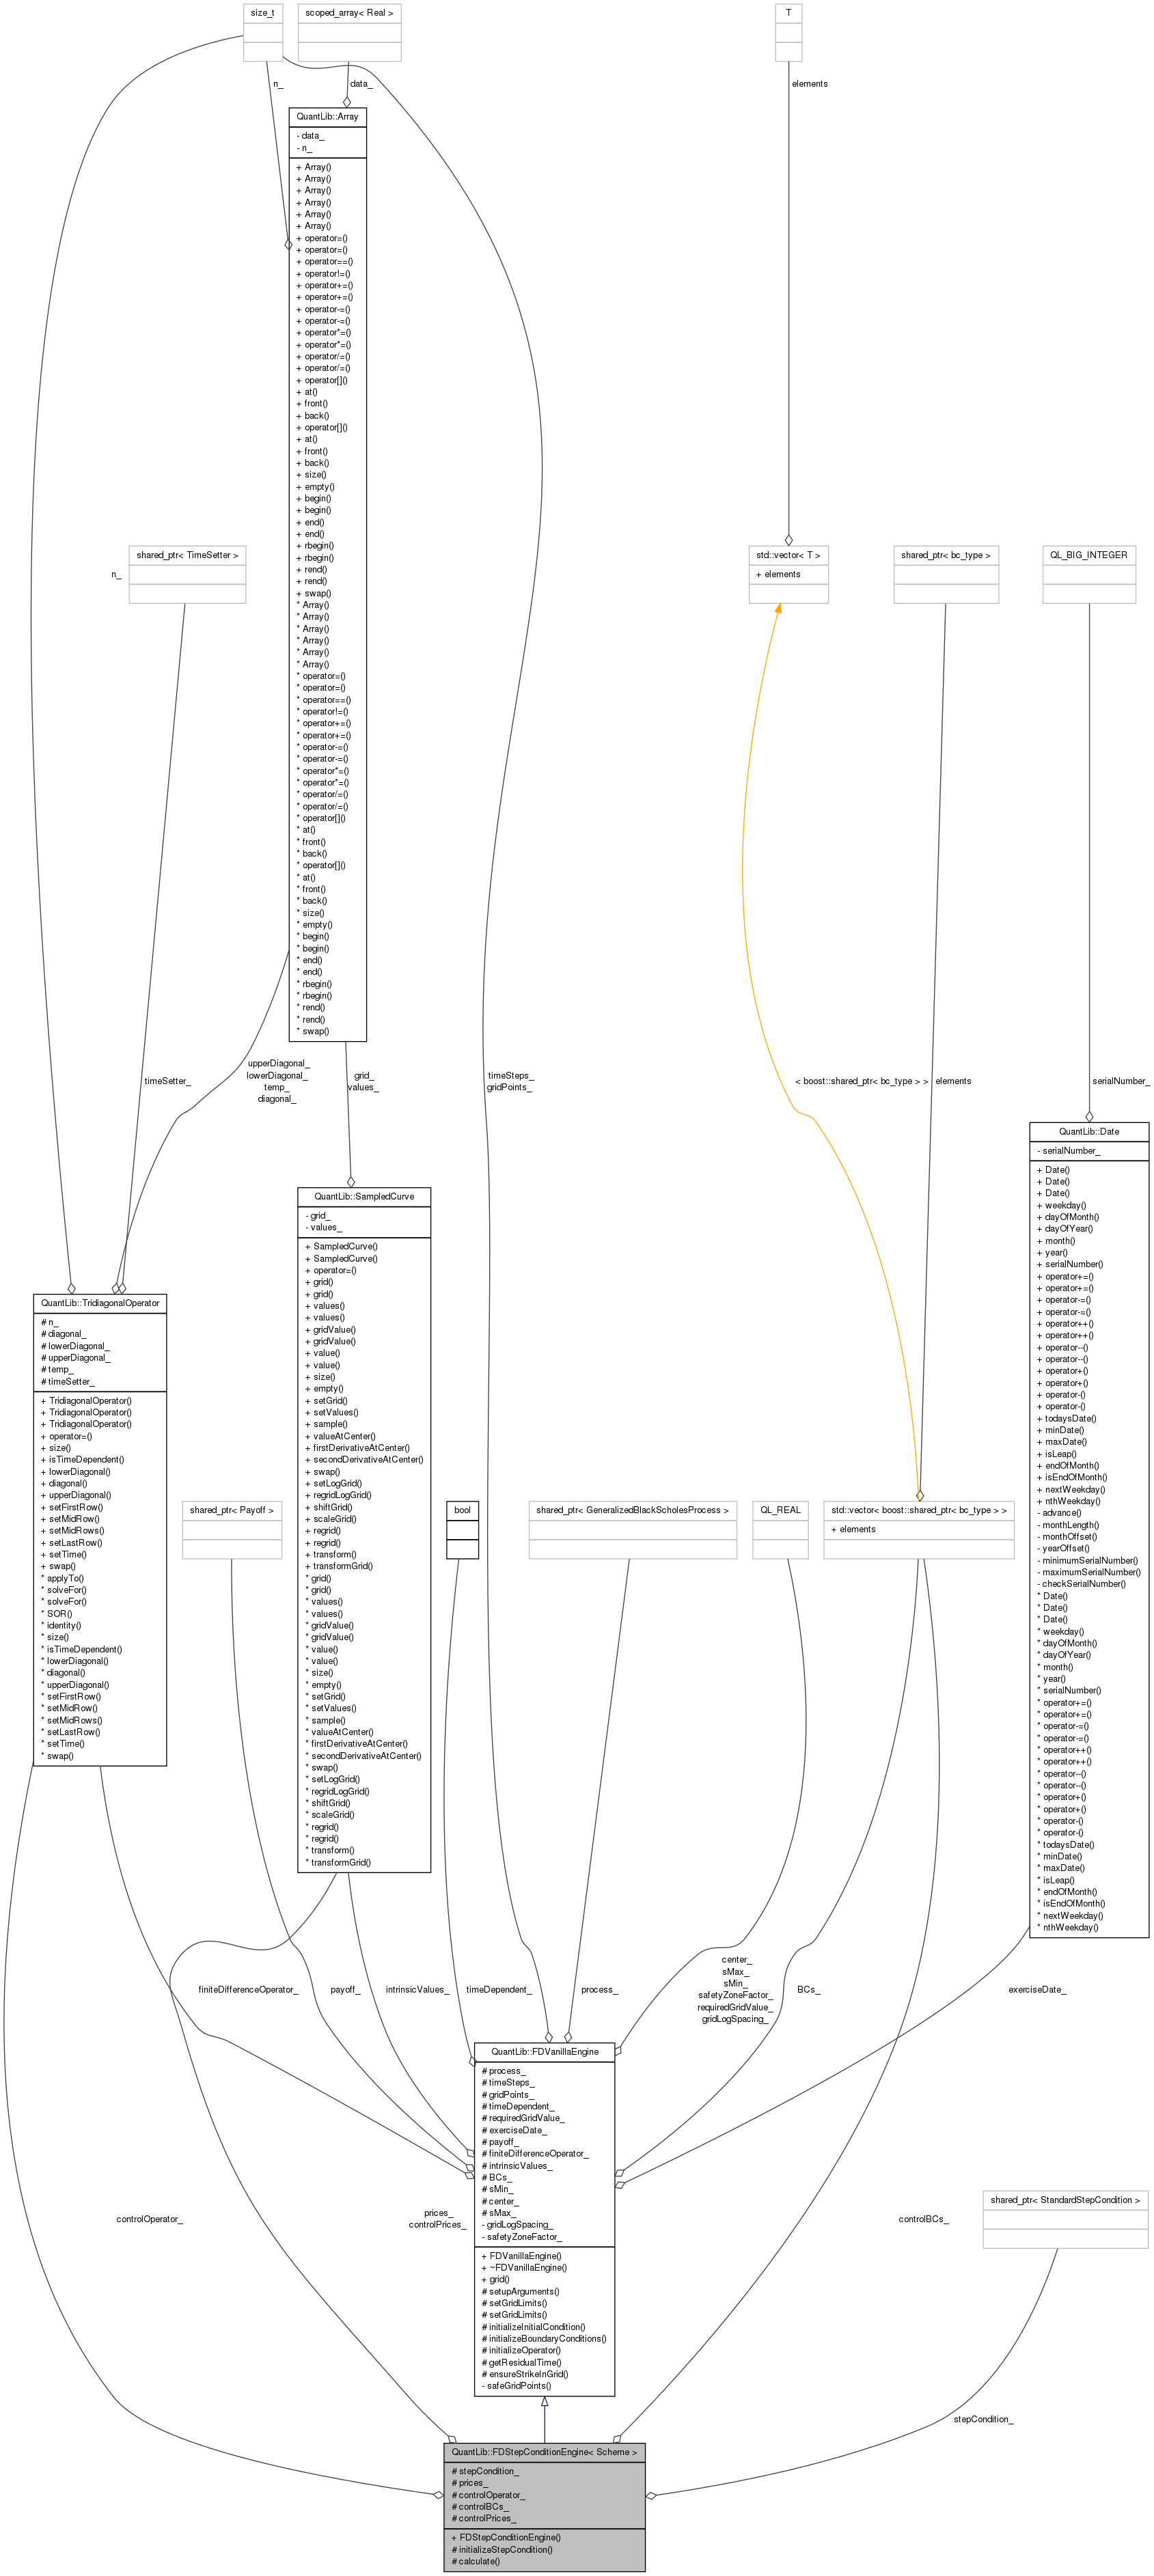 size_t
scoped_array< Real >
T
n_
data_
elements
QuantLib::Array
- data_
- n_
+ Array()
+ Array()
+ Array()
+ Array()
+ Array()
+ Array()
+ operator=()
+ operator=()
+ operator==()
+ operator!=()
+ operator+=()
+ operator+=()
+ operator-=()
+ operator-=()
+ operator*=()
+ operator*=()
+ operator/=()
+ operator/=()
+ operator[]()
+ at()
+ front()
+ back()
+ operator[]()
+ at()
+ front()
+ back()
+ size()
+ empty()
+ begin()
+ begin()
+ end()
+ end()
+ rbegin()
+ rbegin()
+ rend()
+ rend()
+ swap()
* Array()
* Array()
* Array()
* Array()
* Array()
* Array()
* operator=()
* operator=()
* operator==()
* operator!=()
* operator+=()
* operator+=()
* operator-=()
* operator-=()
* operator*=()
* operator*=()
* operator/=()
* operator/=()
* operator[]()
* at()
* front()
* back()
* operator[]()
* at()
* front()
* back()
* size()
* empty()
* begin()
* begin()
* end()
* end()
* rbegin()
* rbegin()
* rend()
* rend()
* swap()
shared_ptr< TimeSetter >
n_
std::vector< T >
+ elements
shared_ptr< bc_type >
QL_BIG_INTEGER
timeSetter_
upperDiagonal_
lowerDiagonal_
temp_
diagonal_
grid_
values_
timeSteps_
gridPoints_
< boost::shared_ptr< bc_type > >
elements
serialNumber_
QuantLib::Date
- serialNumber_
+ Date()
+ Date()
+ Date()
+ weekday()
+ dayOfMonth()
+ dayOfYear()
+ month()
+ year()
+ serialNumber()
+ operator+=()
+ operator+=()
+ operator-=()
+ operator-=()
+ operator++()
+ operator++()
+ operator--()
+ operator--()
+ operator+()
+ operator+()
+ operator-()
+ operator-()
+ todaysDate()
+ minDate()
+ maxDate()
+ isLeap()
+ endOfMonth()
+ isEndOfMonth()
+ nextWeekday()
+ nthWeekday()
- advance()
- monthLength()
- monthOffset()
- yearOffset()
- minimumSerialNumber()
- maximumSerialNumber()
- checkSerialNumber()
* Date()
* Date()
* Date()
* weekday()
* dayOfMonth()
* dayOfYear()
* month()
* year()
* serialNumber()
* operator+=()
* operator+=()
* operator-=()
* operator-=()
* operator++()
* operator++()
* operator--()
* operator--()
* operator+()
* operator+()
* operator-()
* operator-()
* todaysDate()
* minDate()
* maxDate()
* isLeap()
* endOfMonth()
* isEndOfMonth()
* nextWeekday()
* nthWeekday()
QuantLib::SampledCurve
- grid_
- values_
+ SampledCurve()
+ SampledCurve()
+ operator=()
+ grid()
+ grid()
+ values()
+ values()
+ gridValue()
+ gridValue()
+ value()
+ value()
+ size()
+ empty()
+ setGrid()
+ setValues()
+ sample()
+ valueAtCenter()
+ firstDerivativeAtCenter()
+ secondDerivativeAtCenter()
+ swap()
+ setLogGrid()
+ regridLogGrid()
+ shiftGrid()
+ scaleGrid()
+ regrid()
+ regrid()
+ transform()
+ transformGrid()
* grid()
* grid()
* values()
* values()
* gridValue()
* gridValue()
* value()
* value()
* size()
* empty()
* setGrid()
* setValues()
* sample()
* valueAtCenter()
* firstDerivativeAtCenter()
* secondDerivativeAtCenter()
* swap()
* setLogGrid()
* regridLogGrid()
* shiftGrid()
* scaleGrid()
* regrid()
* regrid()
* transform()
* transformGrid()
QuantLib::TridiagonalOperator
# n_
# diagonal_
# lowerDiagonal_
# upperDiagonal_
# temp_
# timeSetter_
+ TridiagonalOperator()
+ TridiagonalOperator()
+ TridiagonalOperator()
+ operator=()
+ size()
+ isTimeDependent()
+ lowerDiagonal()
+ diagonal()
+ upperDiagonal()
+ setFirstRow()
+ setMidRow()
+ setMidRows()
+ setLastRow()
+ setTime()
+ swap()
* applyTo()
* solveFor()
* solveFor()
* SOR()
* identity()
* size()
* isTimeDependent()
* lowerDiagonal()
* diagonal()
* upperDiagonal()
* setFirstRow()
* setMidRow()
* setMidRows()
* setLastRow()
* setTime()
* swap()
shared_ptr< Payoff >
bool
shared_ptr< GeneralizedBlackScholesProcess >
QL_REAL
std::vector< boost::shared_ptr< bc_type > >
+ elements
finiteDifferenceOperator_
payoff_
intrinsicValues_
timeDependent_
process_
center_
sMax_
sMin_
safetyZoneFactor_
requiredGridValue_
gridLogSpacing_
BCs_
exerciseDate_
QuantLib::FDVanillaEngine
# process_
# timeSteps_
# gridPoints_
# timeDependent_
# requiredGridValue_
# exerciseDate_
# payoff_
# finiteDifferenceOperator_
# intrinsicValues_
# BCs_
# sMin_
# center_
# sMax_
- gridLogSpacing_
- safetyZoneFactor_
+ FDVanillaEngine()
+ ~FDVanillaEngine()
+ grid()
# setupArguments()
# setGridLimits()
# setGridLimits()
# initializeInitialCondition()
# initializeBoundaryConditions()
# initializeOperator()
# getResidualTime()
# ensureStrikeInGrid()
- safeGridPoints()
shared_ptr< StandardStepCondition >
controlOperator_
prices_
controlPrices_
controlBCs_
stepCondition_
QuantLib::FDStepConditionEngine< Scheme >
# stepCondition_
# prices_
# controlOperator_
# controlBCs_
# controlPrices_
+ FDStepConditionEngine()
# initializeStepCondition()
# calculate()